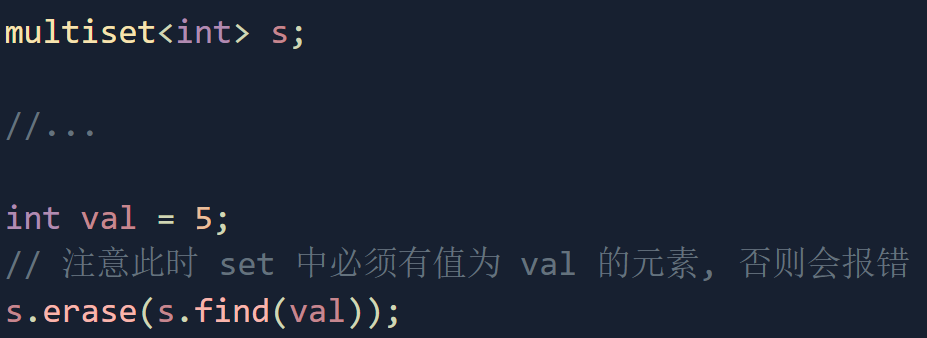 multiset<int> s;
//...
int val = 5;
// 注意此时 set 中必须有值为 val 的元素, 否则会报错
s.erase(s.find(val));